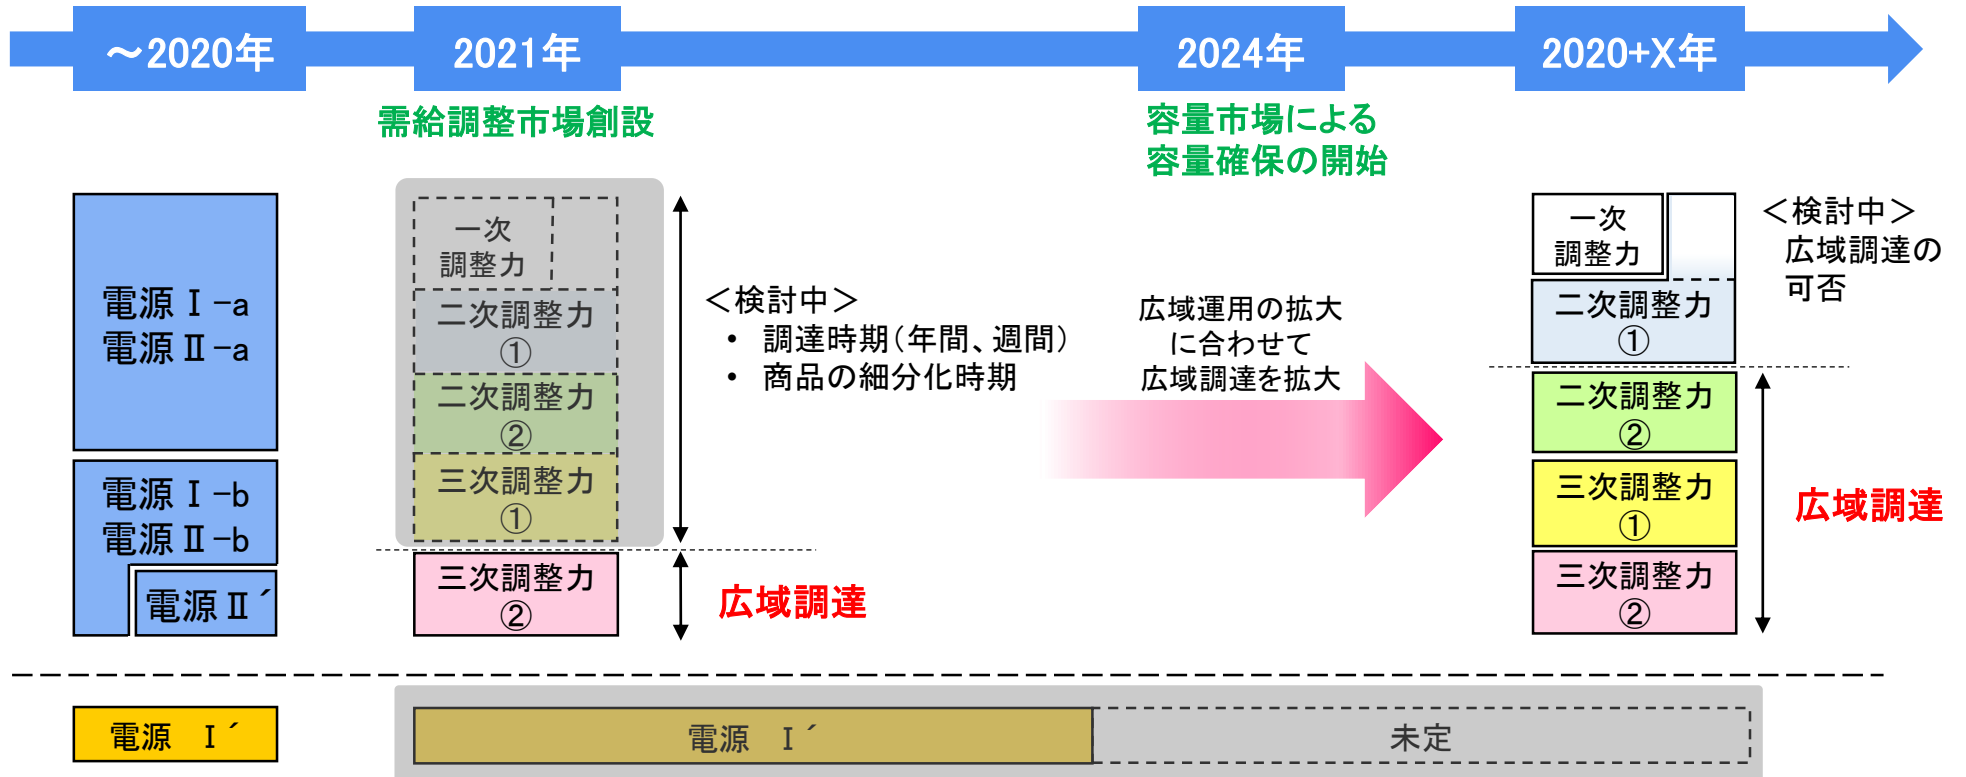 ～2020年
2021年
2024年
2020+X年
需給調整市場創設
容量市場による
容量確保の開始
電源Ⅰ-a
電源Ⅱ-a
電源Ⅰ-b
電源Ⅱ-b
電源Ⅱ´
一次
調整力
二次調整力
①
二次調整力
②
三次調整力
①
三次調整力
②
＜検討中＞
• 調達時期（年間、週間）
• 商品の細分化時期
広域調達
広域運用の拡大
に合わせて
広域調達を拡大
一次
調整力
二次調整力
①
二次調整力
②
三次調整力
①
三次調整力
②
＜検討中＞
広域調達の
可否
広域調達
電源　Ⅰ´
電源　Ⅰ´
未定